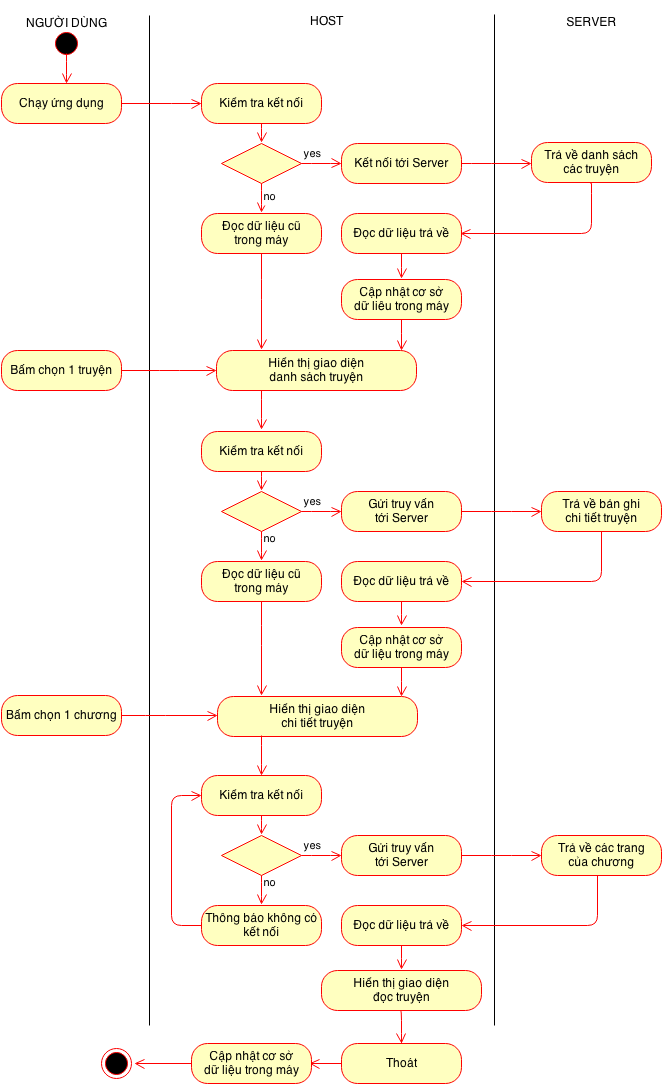 NGƯỜI DÙNG
HOST
SERVER
Chạy ứng dụng
Kiểm tra kết nối
yes
Kết nối tới Server
Trả về danh sách
các truyện
no
Đọc dữ liệu cũ
trong máy
Đọc dữ liệu trả về
Cập nhật cơ sở
dữ liêu trong máy
Bấm chọn 1 truyện
Hiển thị giao diện
danh sách truyện
Kiểm tra kết nối
yes
Gửi truy vấn
tới Server
Trả về bản ghi
chi tiết truyện
no
Đọc dữ liệu cũ
trong máy
Đọc dữ liệu trả về
Cập nhật cơ sở
dữ liệu trong máy
Bấm chọn 1 chương
Hiển thị giao diện
chi tiết truyện
Kiểm tra kết nối
yes
Gửi truy vấn
tới Server
Trả về các trang
của chương
no
Thông báo không có
kết nối
Đọc dữ liệu trả về
Hiển thị giao diện
đọc truyện
Cập nhật cơ sở
dữ liệu trong máy
Thoát